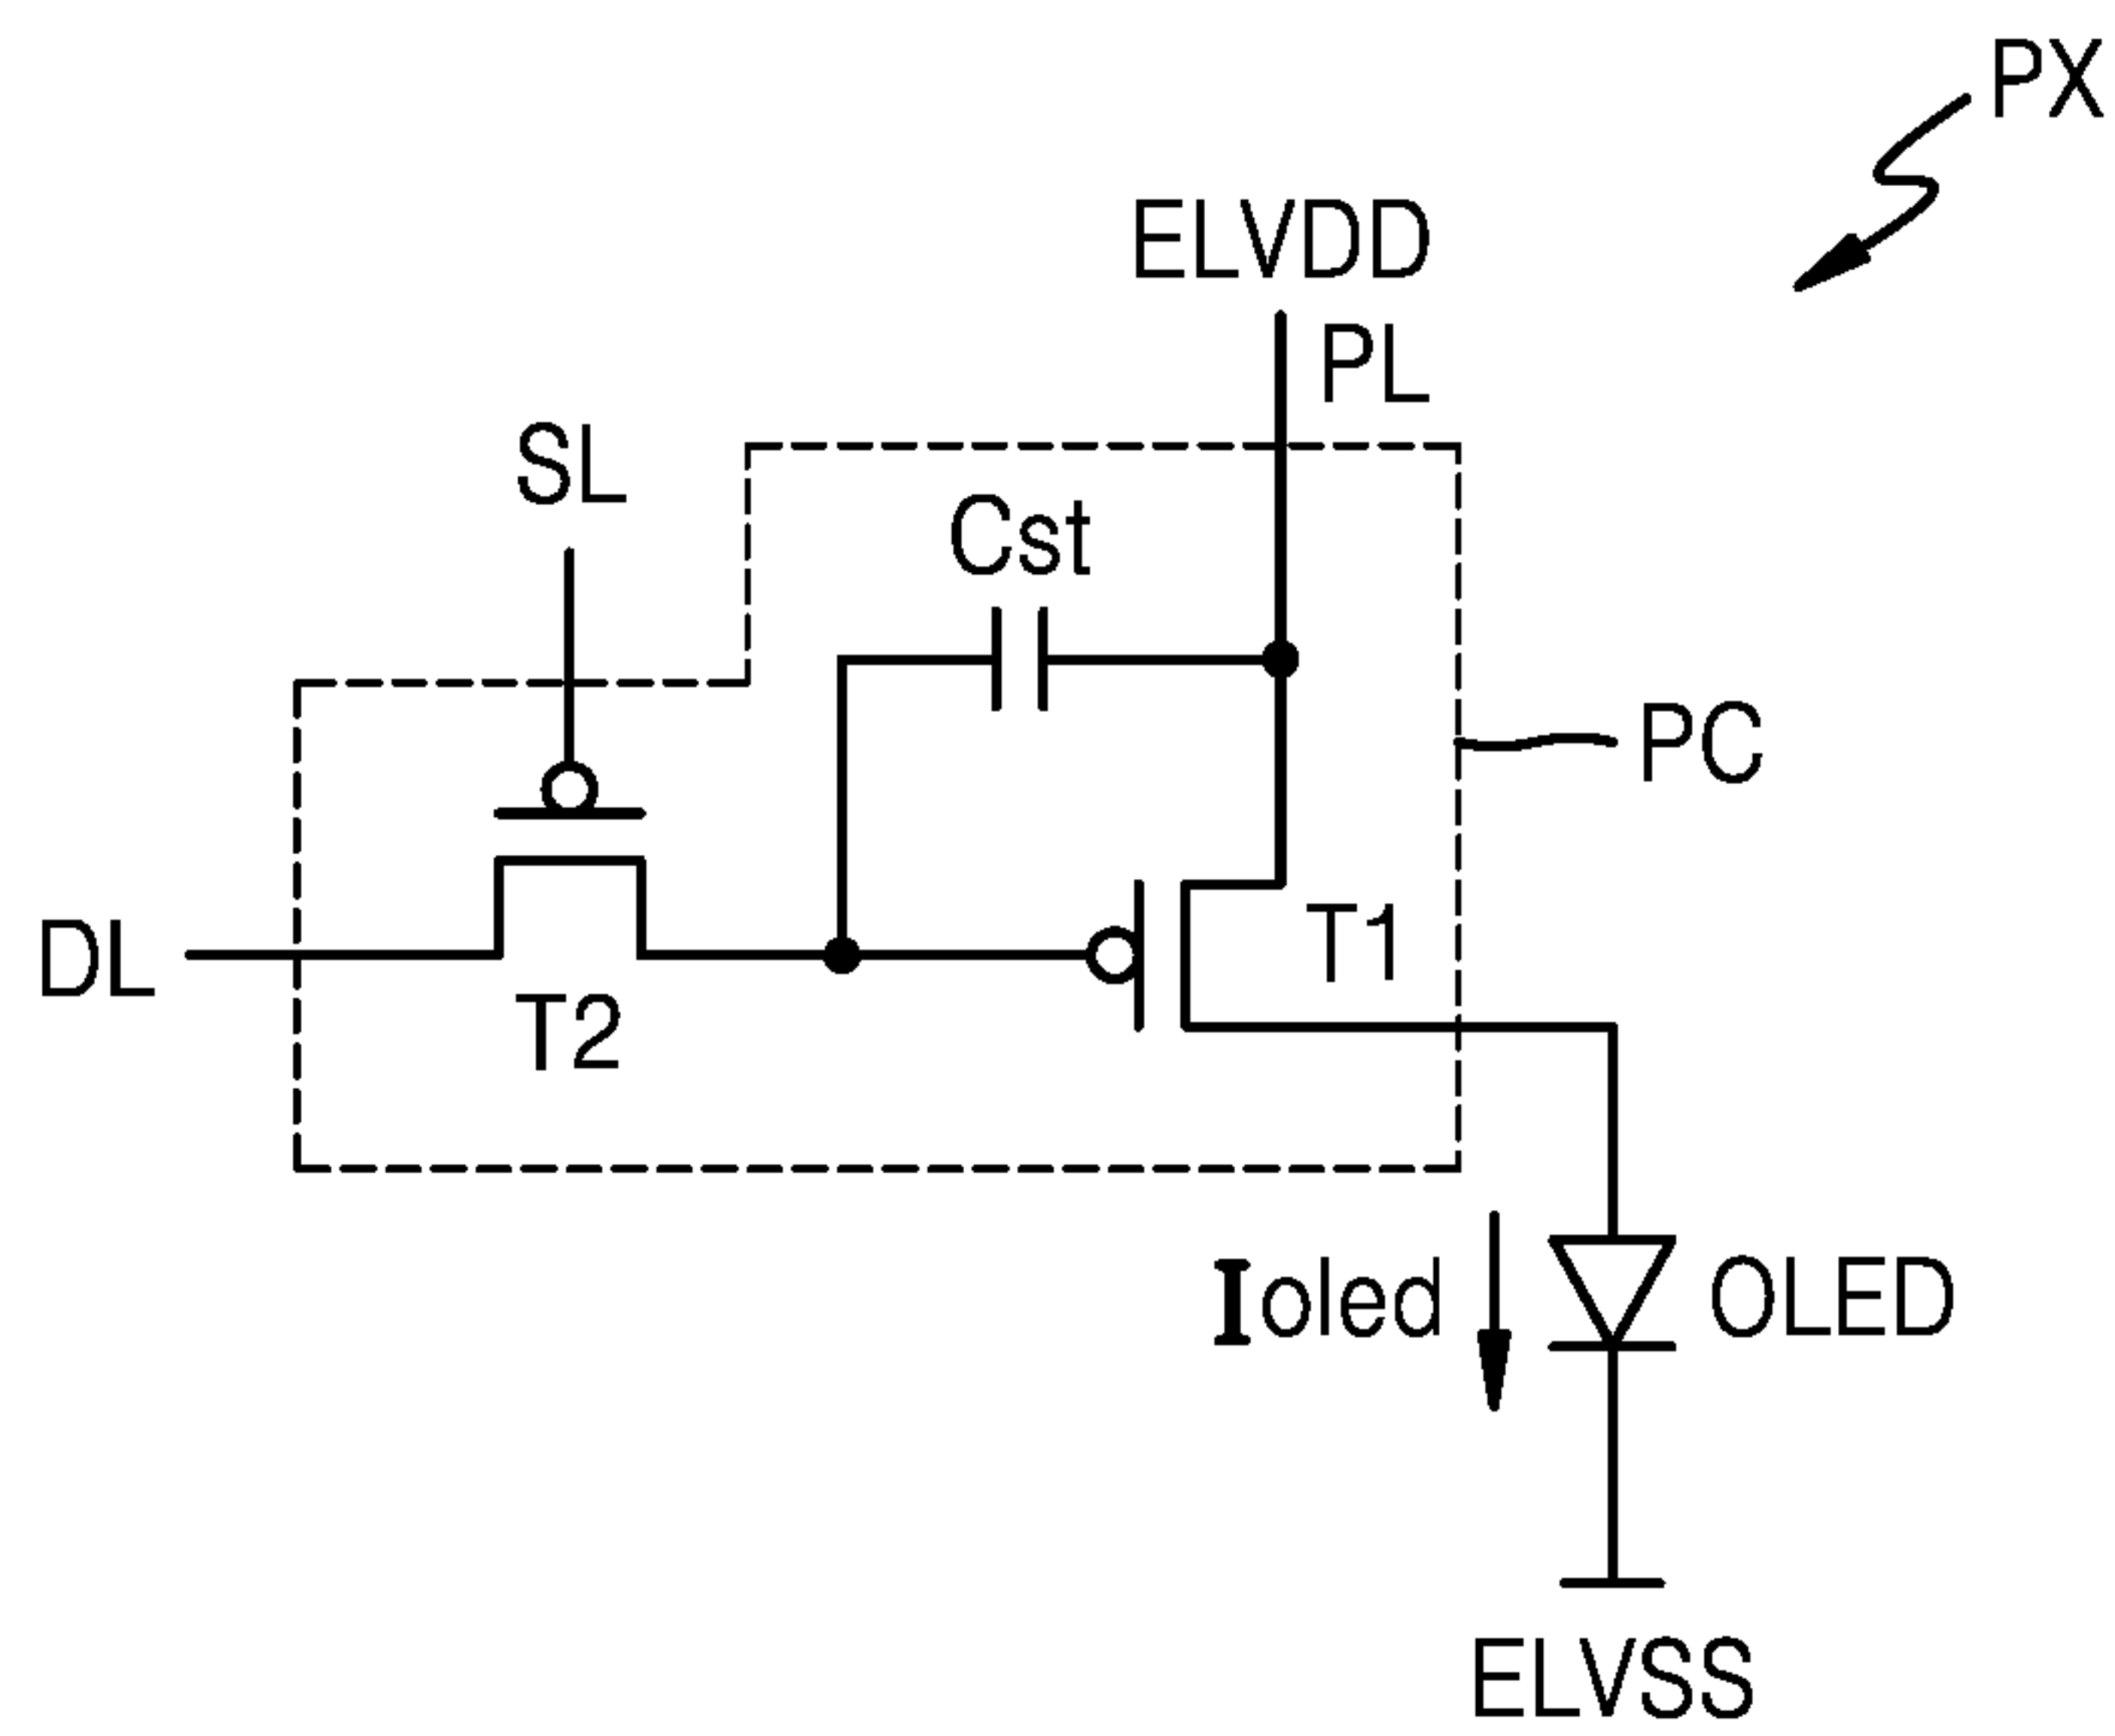 PX
ELVDD
PL
SL
Cst
PC
T1
DL
T2
Ioled
OLED
ELVSS